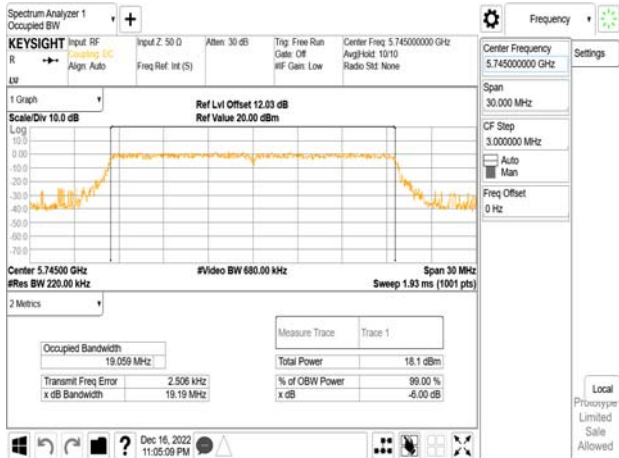 Spectrum Analyzer 1
Occupied BW
Frequency
KEYSIGHT
R
LXI
Input: RF
Coupling: DC
Align: Auto
Input Z: 50 Ω
Freq Ref: Int (S)
Atten: 30 dB
Trig: Free Run
Gate: Off
#IF Gain: Low
Center Freq: 5.745000000 GHz
Avg|Hold: 10/10
Radio Std: None
Center Frequency
5.745000000 GHz
Settings
Span
30.000 MHz
CF Step
3.000000 MHz
Auto
Man
Freq Offset
0 Hz
1 Graph
Scale/Div 10.0 dB
Ref Lvl Offset 12.03 dB
Ref Value 20.00 dBm
Log
10.0
0.00
-10.0
-20.0
-30.0
-40.0
-50.0
-60.0
-70.0
Center 5.74500 GHz
#Res BW 220.00 kHz
#Video BW 680.00 kHz
Span 30 MHz
Sweep 1.93 ms (1001 pts)
2 Metrics
Measure Trace
Trace 1
Occupied Bandwidth
19.059 MHz
Total Power
18.1 dBm
Transmit Freq Error
2.506 kHz
% of OBW Power
99.00 %
x dB Bandwidth
19.19 MHz
x dB
-6.00 dB
Local
Prototype
Limited
Sale
Allowed
?
Dec 16, 2022
11:05:09 PM